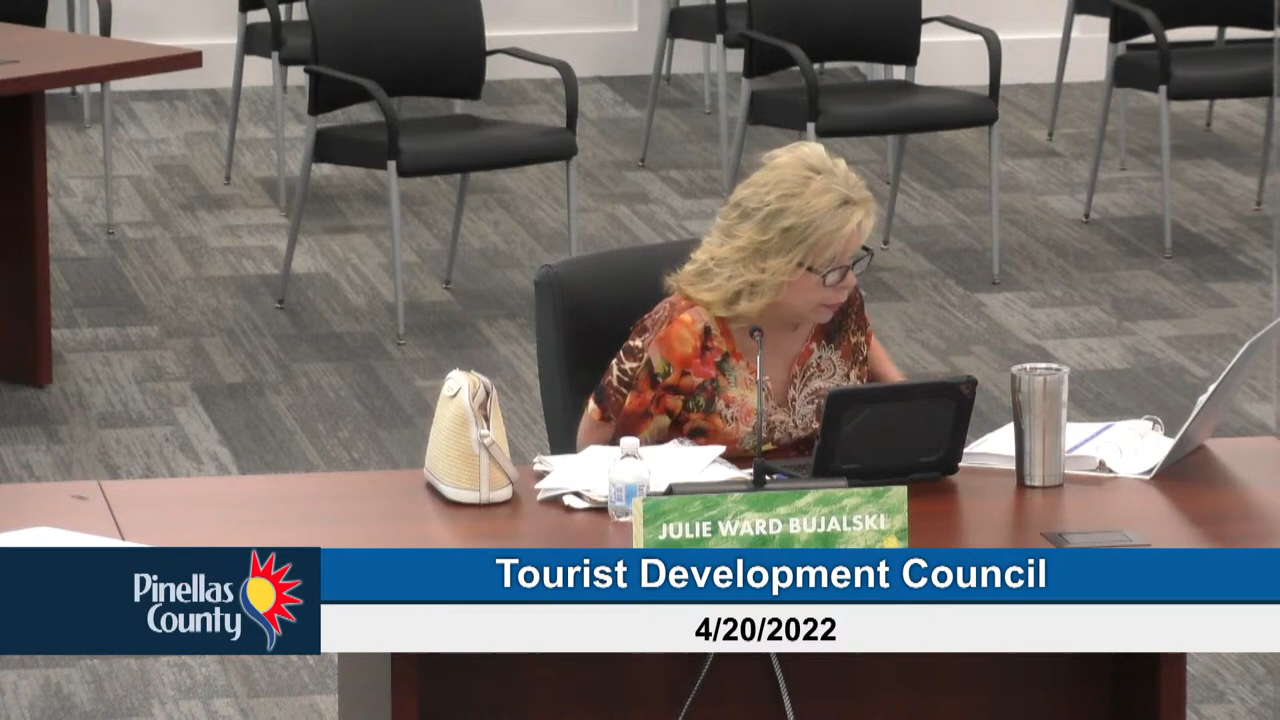 JULIE WARD BUJALSKI
Pinellas
County
Tourist Development Council
4/20/2022